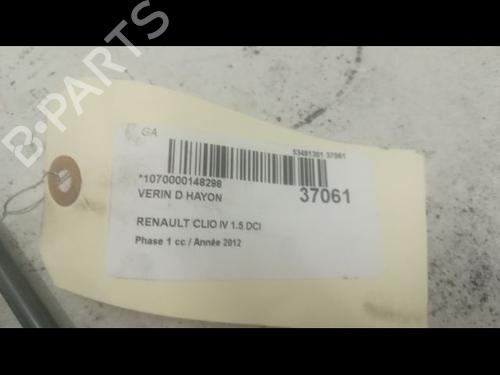 B-PARTS
GA
53491301 37061
*1070000148298
37061
VERIN D HAYON
RENAULT CLIO IV 1.5 DCI
Phase 1 cc / Année 2012